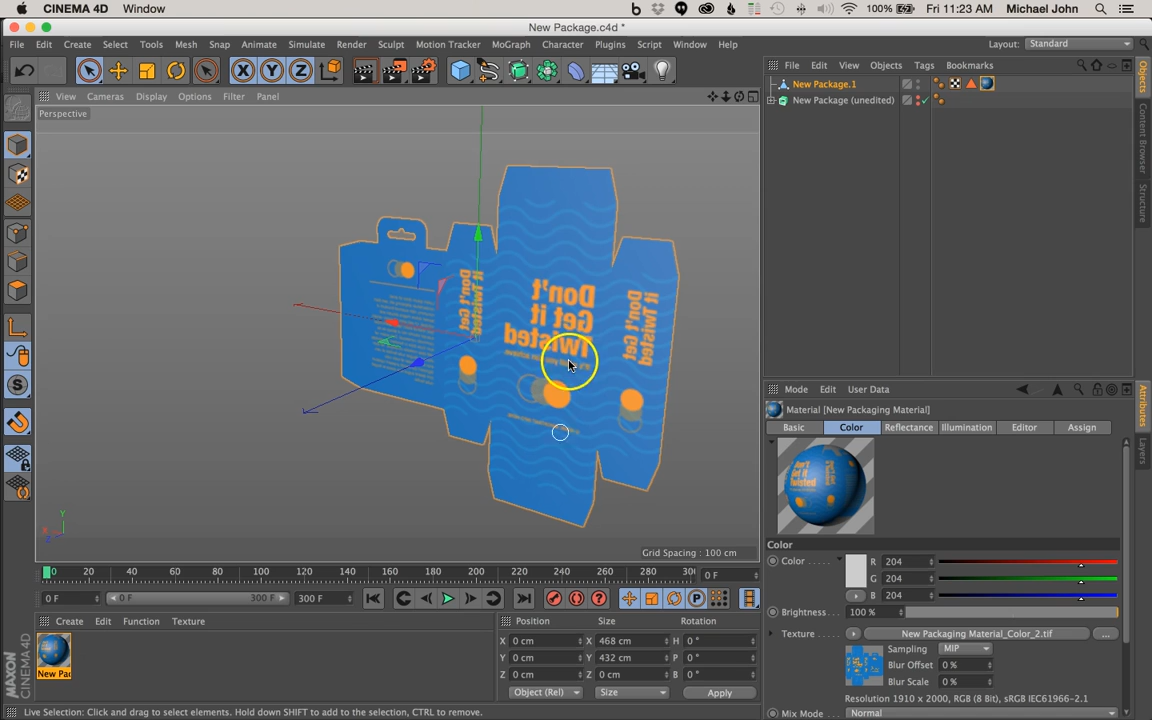 CINEMA 4D Window 100% Fri 11:23 AM Michael John
New Package.c4d *
File Edit Create Select Tools Mesh Snap Animate Simulate Render Sculpt Motion Tracker MoGraph Character Plugins Script Window Help Layout: Standard
X Y Z
File Edit View Objects Tags Bookmarks
View Cameras Display Options Filter Panel
Perspective
New Package.1
New Package (unedited)
Objects
Content Browser
Structure
Don't
Get it
Twisted
Don't Get
it Twisted
Don't Get
it Twisted
Y
X
Z
Grid Spacing : 100 cm
Mode Edit User Data
Material [New Packaging Material]
Basic Color Reflectance Illumination Editor Assign
Attributes
Layers
Color
Color R 204
G 204
B 204
Brightness 100 %
Texture New Packaging Material_Color_2.tif ...
Sampling MIP
Blur Offset 0 %
Blur Scale 0 %
Resolution 1910 x 2000, RGB (8 Bit), sRGB IEC61966-2.1
Mix Mode Normal
0 20 40 60 80 100 120 140 160 180 200 220 240 260 280 30 0 F
0 F 0 F 300 F 300 F
Create Edit Function Texture
New Pac
Position Size Rotation
X 0 cm X 468 cm H 0 °
Y 0 cm Y 432 cm P 0 °
Z 0 cm Z 0 cm B 0 °
Object (Rel) Size Apply
MAXON CINEMA 4D
Live Selection: Click and drag to select elements. Hold down SHIFT to add to the selection, CTRL to remove.